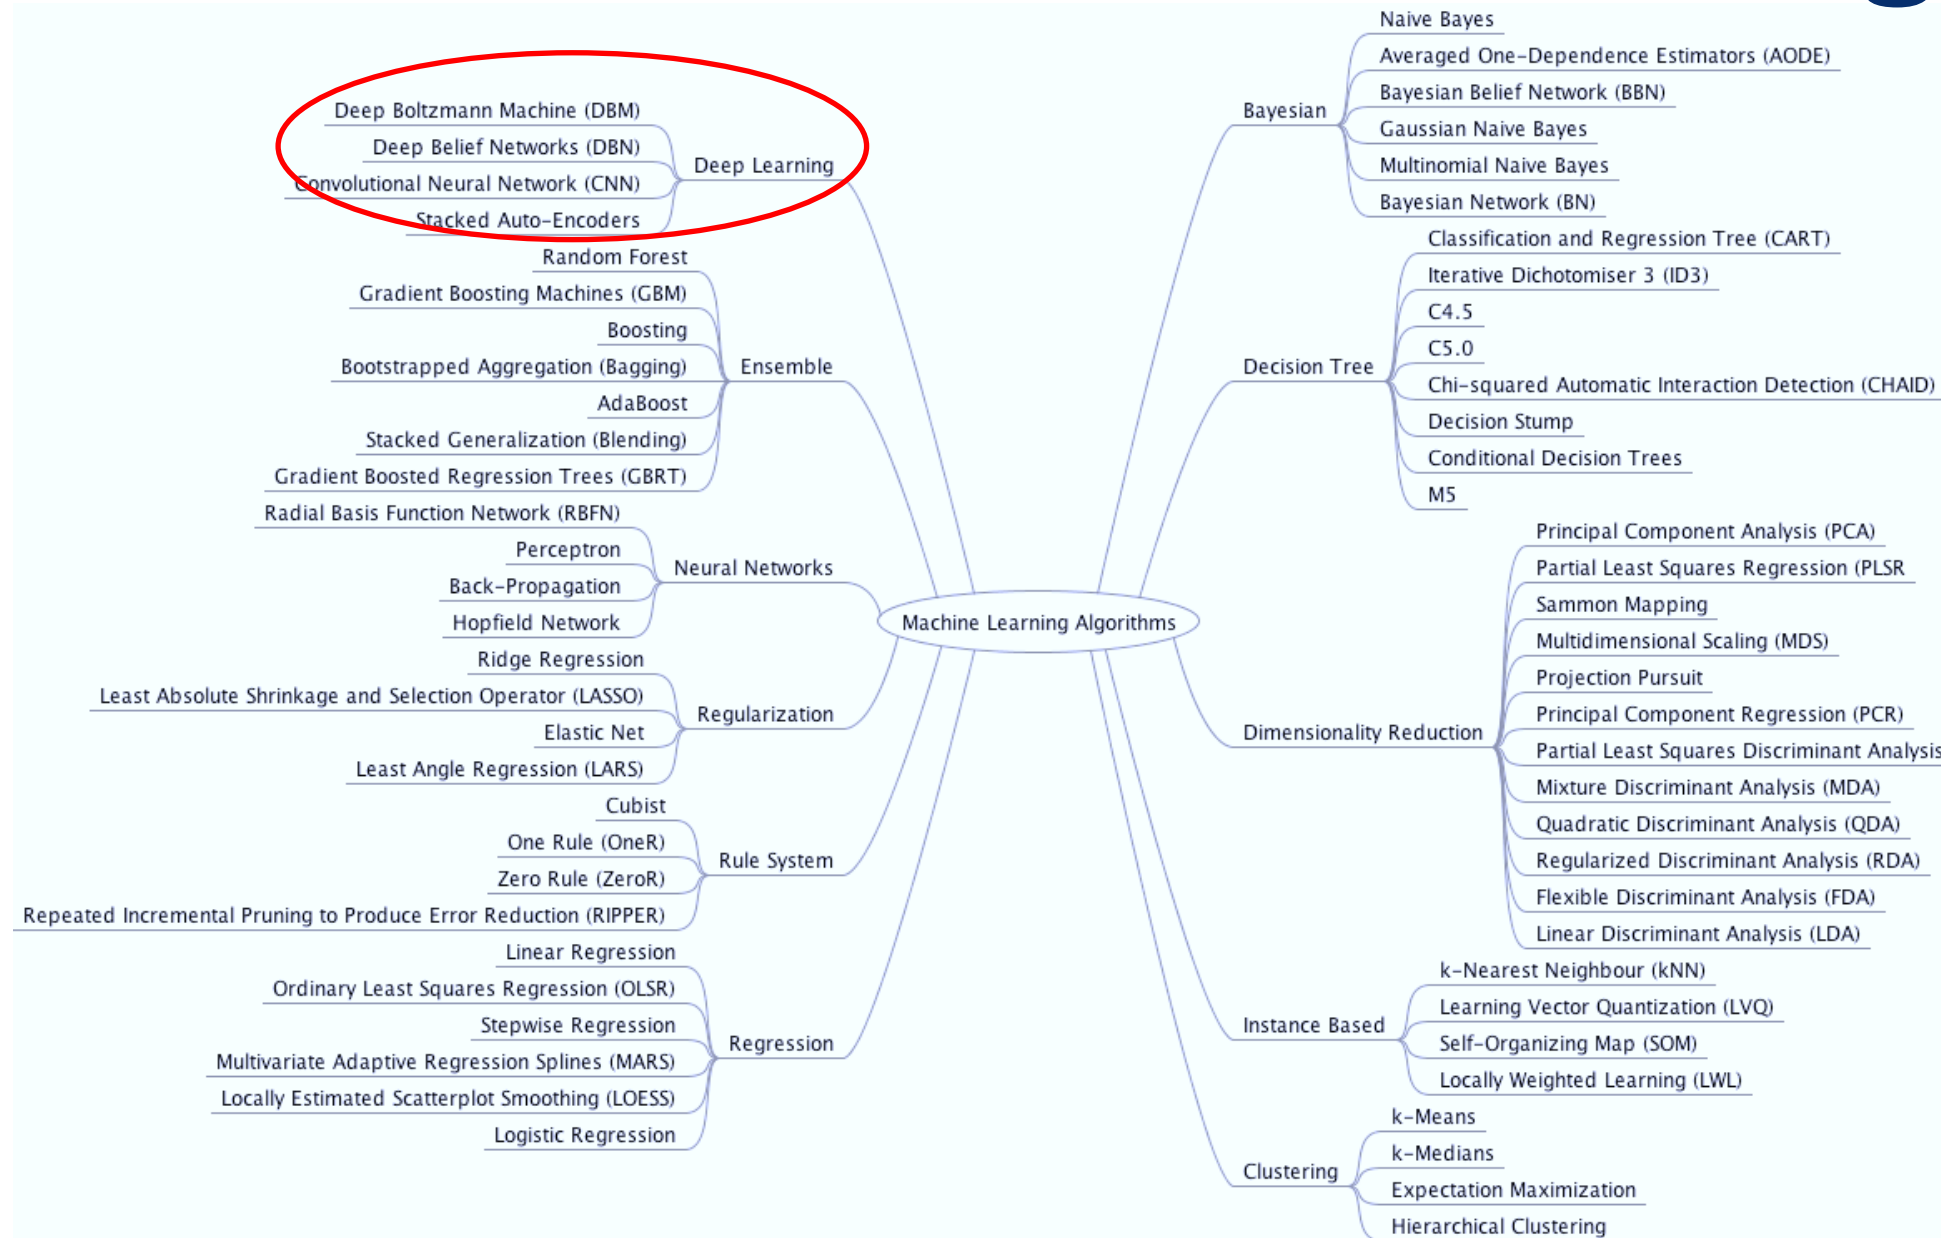 Deep Boltzmann Machine (DBM)
Deep Belief Networks (DBN)
Convolutional Neural Network (CNN)
Stacked Auto-Encoders
Deep Learning
Random Forest
Gradient Boosting Machines (GBM)
Boosting
Bootstrapped Aggregation (Bagging)
AdaBoost
Stacked Generalization (Blending)
Gradient Boosted Regression Trees (GBRT)
Ensemble
Radial Basis Function Network (RBFN)
Perceptron
Back-Propagation
Hopfield Network
Neural Networks
Ridge Regression
Least Absolute Shrinkage and Selection Operator (LASSO)
Elastic Net
Least Angle Regression (LARS)
Regularization
Cubist
One Rule (OneR)
Zero Rule (ZeroR)
Repeated Incremental Pruning to Produce Error Reduction (RIPPER)
Rule System
Linear Regression
Ordinary Least Squares Regression (OLSR)
Stepwise Regression
Multivariate Adaptive Regression Splines (MARS)
Locally Estimated Scatterplot Smoothing (LOESS)
Logistic Regression
Regression
Machine Learning Algorithms
Bayesian
Naive Bayes
Averaged One-Dependence Estimators (AODE)
Bayesian Belief Network (BBN)
Gaussian Naive Bayes
Multinomial Naive Bayes
Bayesian Network (BN)
Decision Tree
Classification and Regression Tree (CART)
Iterative Dichotomiser 3 (ID3)
C4.5
C5.0
Chi-squared Automatic Interaction Detection (CHAID)
Decision Stump
Conditional Decision Trees
M5
Dimensionality Reduction
Principal Component Analysis (PCA)
Partial Least Squares Regression (PLSR
Sammon Mapping
Multidimensional Scaling (MDS)
Projection Pursuit
Principal Component Regression (PCR)
Partial Least Squares Discriminant Analysis
Mixture Discriminant Analysis (MDA)
Quadratic Discriminant Analysis (QDA)
Regularized Discriminant Analysis (RDA)
Flexible Discriminant Analysis (FDA)
Linear Discriminant Analysis (LDA)
Instance Based
k-Nearest Neighbour (kNN)
Learning Vector Quantization (LVQ)
Self-Organizing Map (SOM)
Locally Weighted Learning (LWL)
Clustering
k-Means
k-Medians
Expectation Maximization
Hierarchical Clustering